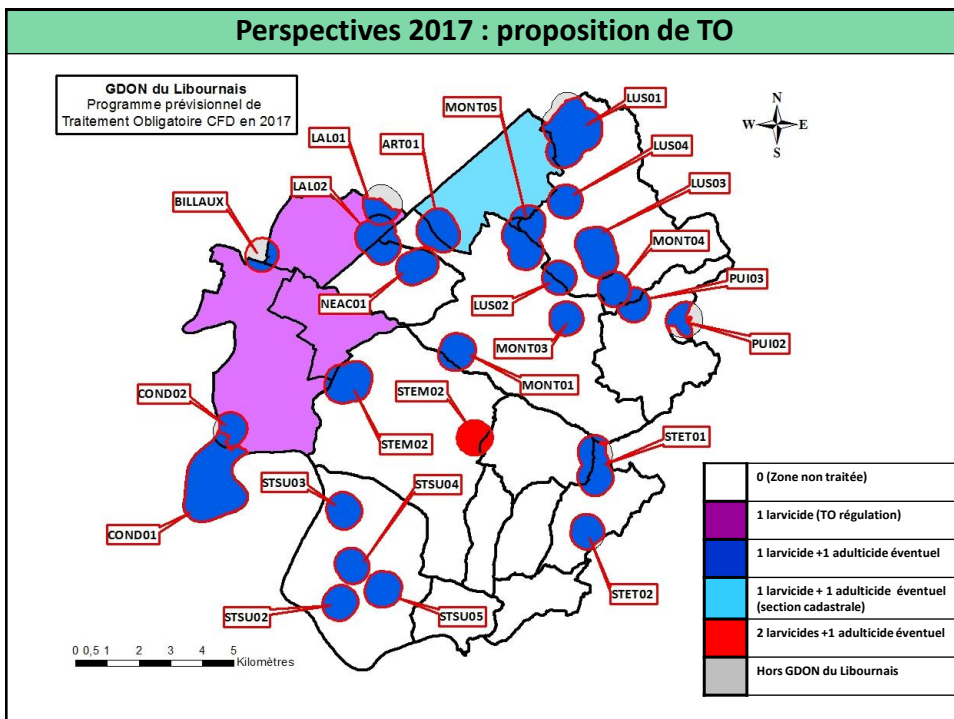 Perspectives 2017 : proposition de TO
GDON du Libournais
Programme prévisionnel de
Traitement Obligatoire CFD en 2017
N
W E
S
LUS01
MONT05
LAL01
ART01
LUS04
LAL02
LUS03
BILLAUX
MONT04
PUI03
NEAC01
LUS02
PUI02
MONT03
MONT01
COND02
STEM02
STEM02
STET01
STSU03
STSU04
COND01
STET02
STSU02
STSU05
0 0,5 1 2 3 4 5
Kilomètres
0 (Zone non traitée)
1 larvicide (TO régulation)
1 larvicide +1 adulticide éventuel
1 larvicide + 1 adulticide éventuel
(section cadastrale)
2 larvicides +1 adulticide éventuel
Hors GDON du Libournais